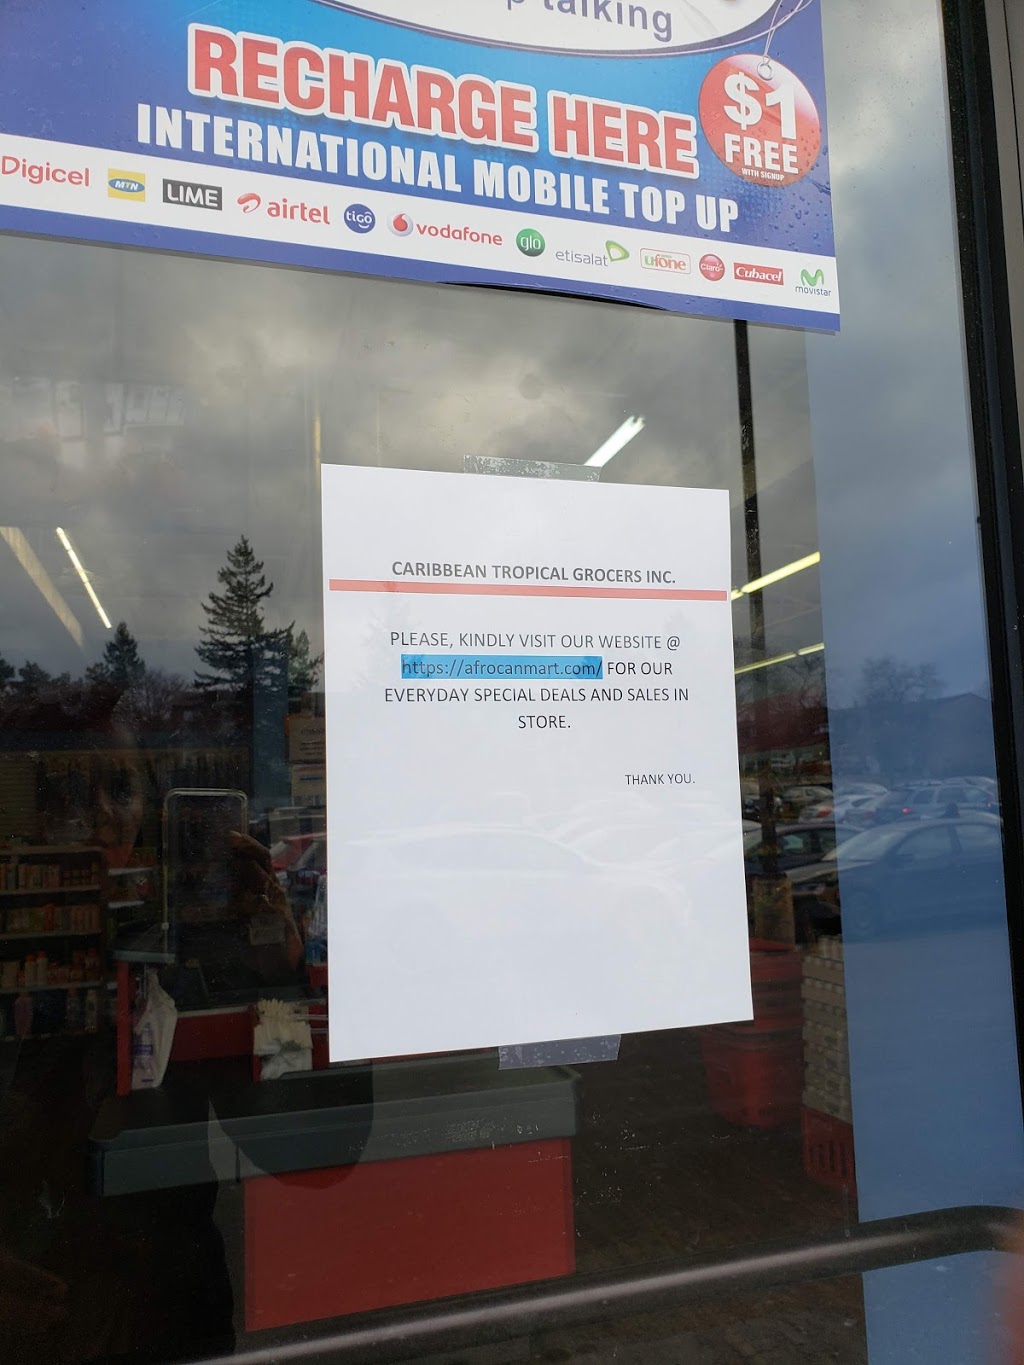 talking
RECHARGE HERE
INTERNATIONAL MOBILE TOP UP
$1
FREE
WITH SIGNUP
Digicel MTN LIME airtel tiGO vodafone glo etisalat ufone Claro Cubacel movistar
CARIBBEAN TROPICAL GROCERS INC.
PLEASE, KINDLY VISIT OUR WEBSITE @
https://afrocanmart.com/ FOR OUR
EVERYDAY SPECIAL DEALS AND SALES IN
STORE.
THANK YOU.